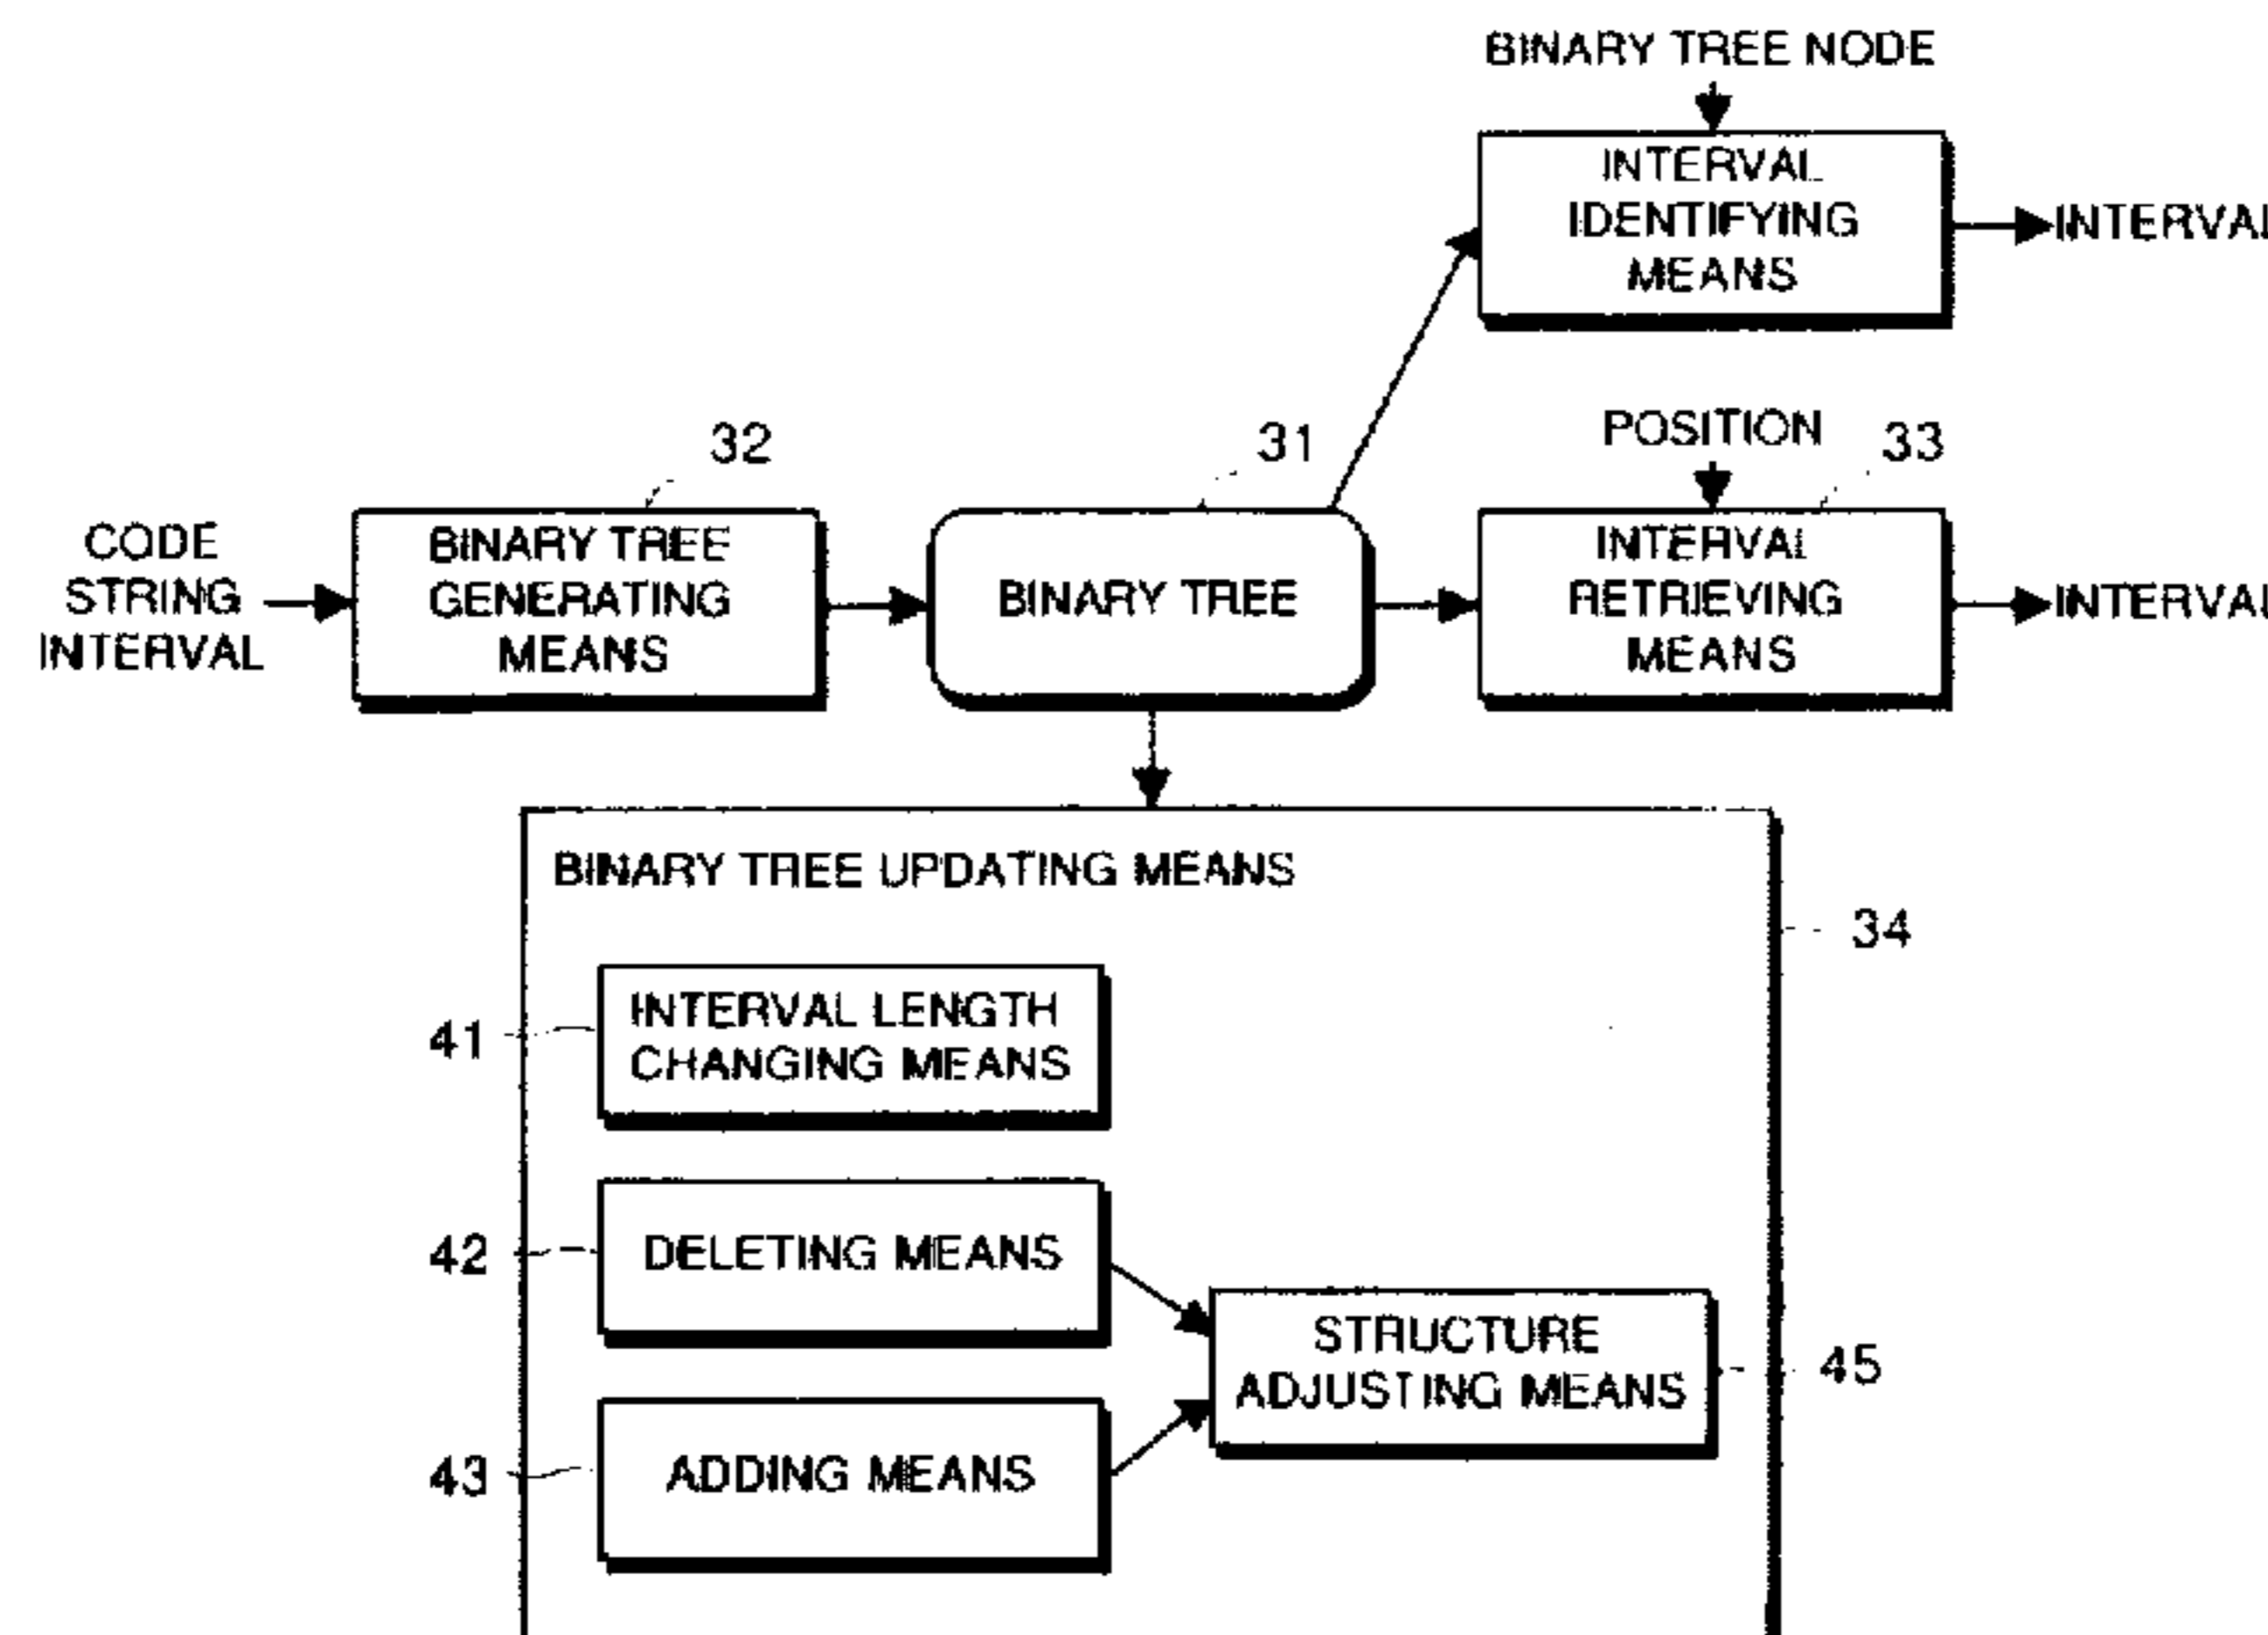 BINARY TREE NODE
INTERVAL
IDENTIFYING
MEANS
INTERVAL
32
31
POSITION
33
CODE
STRING
INTERVAL
BINARY TREE
GENERATING
MEANS
BINARY TREE
INTERVAL
RETRIEVING
MEANS
INTERVAL
BINARY TREE UPDATING MEANS
34
41
INTERVAL LENGTH
CHANGING MEANS
42
DELETING MEANS
STRUCTURE
ADJUSTING MEANS
45
43
ADDING MEANS